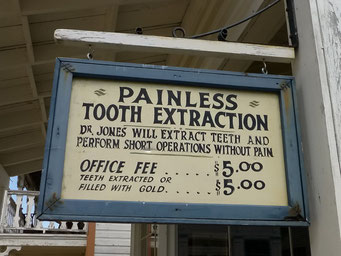 PAINLESS
TOOTH EXTRACTION
DR. JONES WILL EXTRACT TEETH AND
PERFORM SHORT OPERATIONS WITHOUT PAIN.
OFFICE FEE . . . . . $5.00
TEETH EXTRACTED OR
FILLED WITH GOLD. . . . . . $5.00